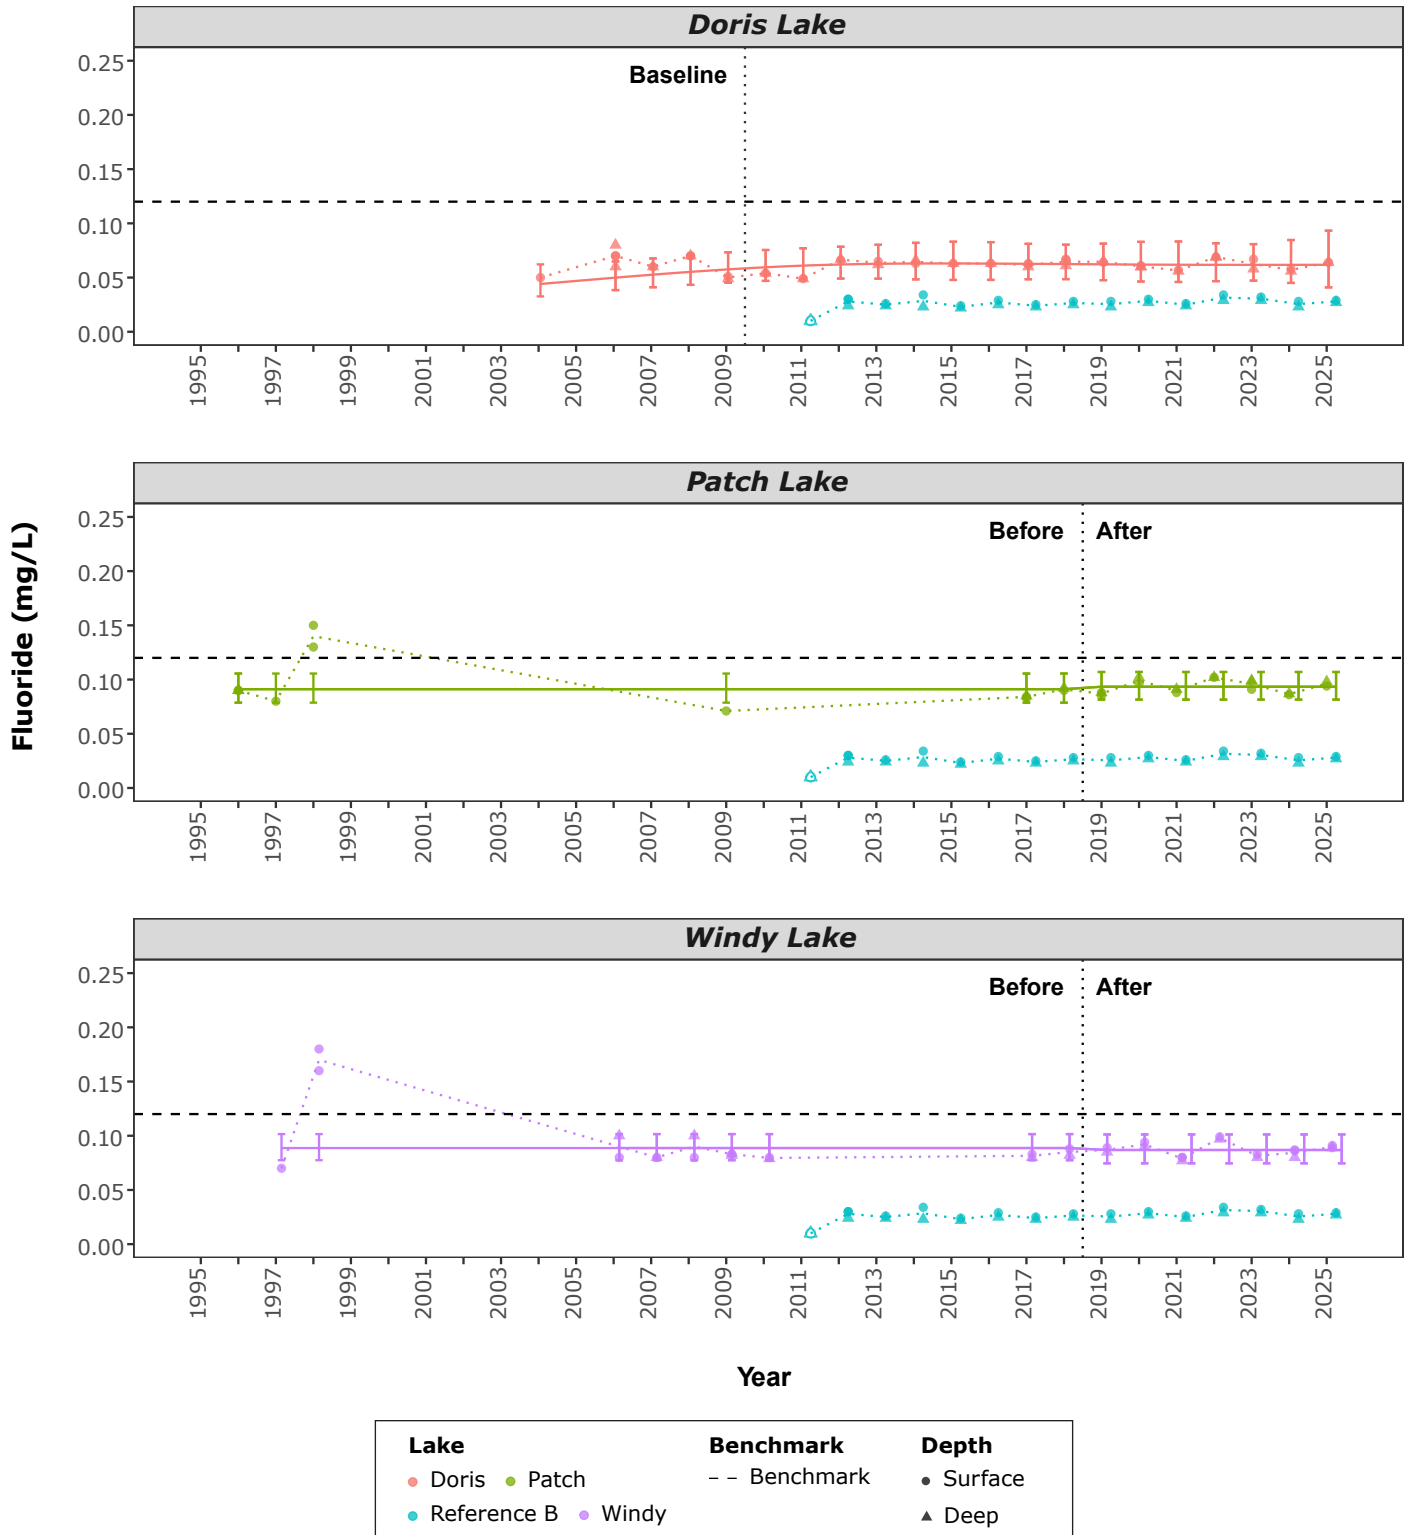 Doris Lake
Baseline
0.25
0.20
0.15
0.10
0.05
0.00
1995 1997 1999 2001 2003 2005 2007 2009 2011 2013 2015 2017 2019 2021 2023 2025
Patch Lake
Before After
0.25
0.20
0.15
0.10
0.05
0.00
1995 1997 1999 2001 2003 2005 2007 2009 2011 2013 2015 2017 2019 2021 2023 2025
Fluoride (mg/L)
Windy Lake
Before After
0.25
0.20
0.15
0.10
0.05
0.00
1995 1997 1999 2001 2003 2005 2007 2009 2011 2013 2015 2017 2019 2021 2023 2025
Year
Lake Benchmark Depth
Doris Patch Benchmark Surface
Reference B Windy Deep